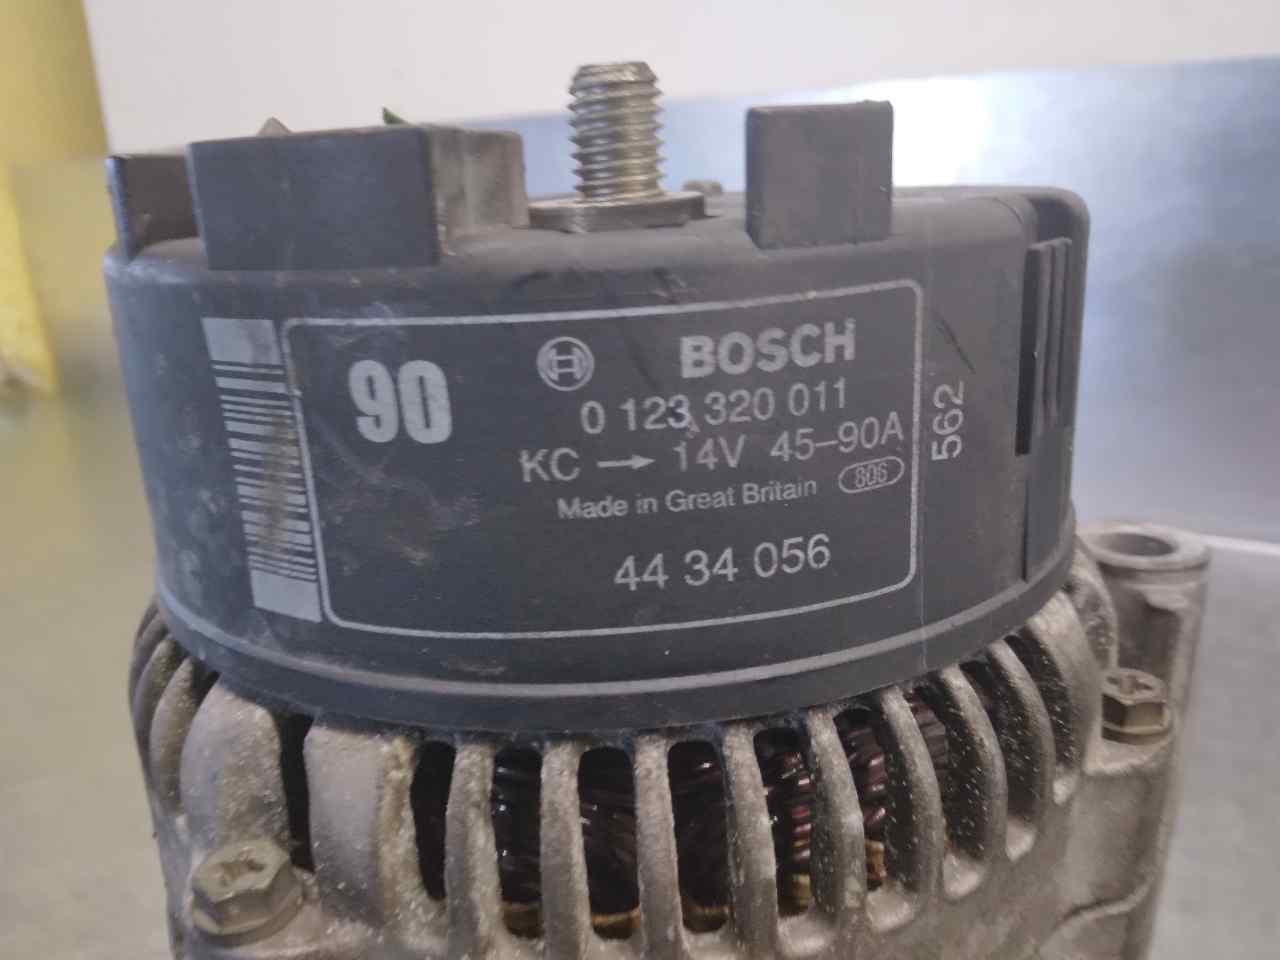 90
BOSCH
0 123 320 011
KC → 14V 45–90A
Made in Great Britain 806
44 34 056
562